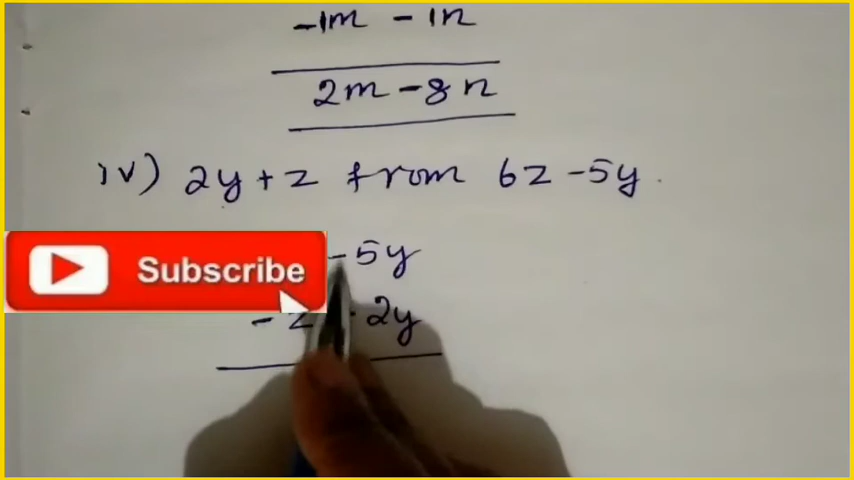 -1m - 1n
2m - 8n
iv) 2y + z from 6z - 5y
Subscribe
- 5y
- z - 2y